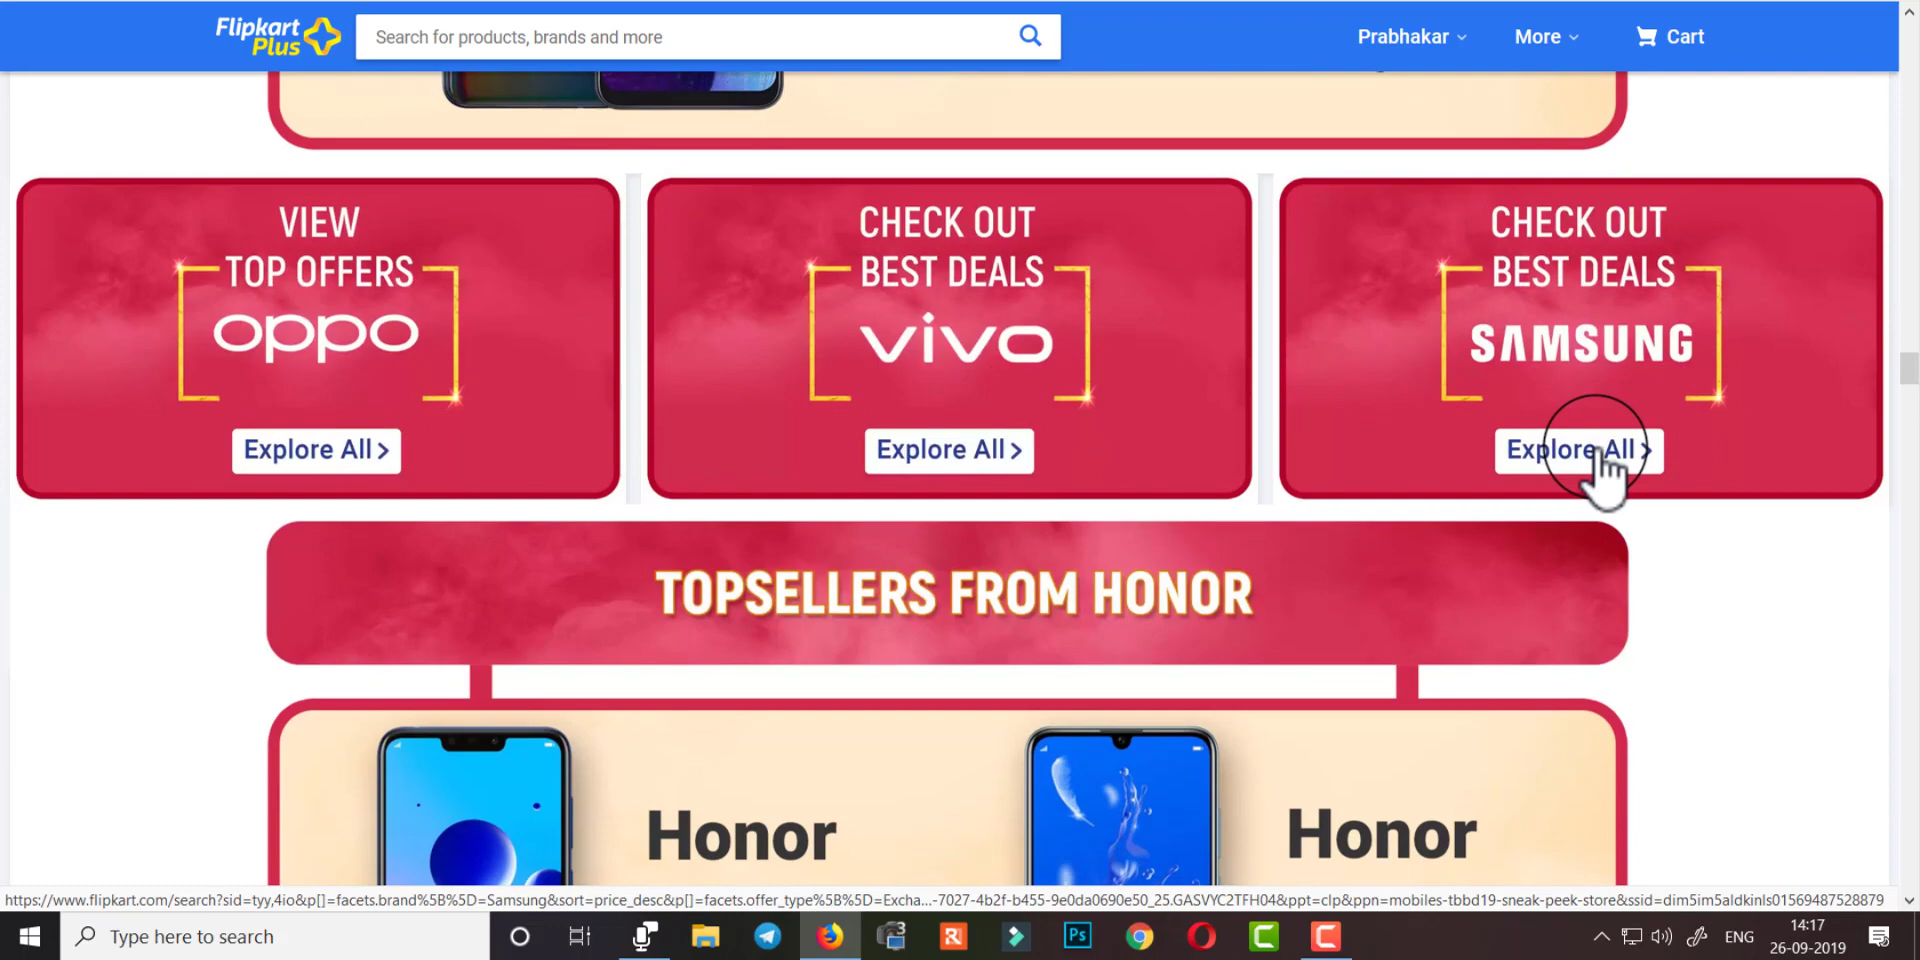 Flipkart
Plus
Search for products, brands and more
Prabhakar
More
Cart
VIEW
TOP OFFERS
oppo
Explore All >
CHECK OUT
BEST DEALS
vivo
Explore All >
CHECK OUT
BEST DEALS
SAMSUNG
Explore All >
TOPSELLERS FROM HONOR
Honor
Honor
https://www.flipkart.com/search?sid=tyy,4io&p[]=facets.brand%5B%5D=Samsung&sort=price_desc&p[]=facets.offer_type%5B%5D=Excha...-7027-4b2f-b455-9e0da0690e50_25.GASVYC2TFH04&ppt=clp&ppn=mobiles-tbbd19-sneak-peek-store&ssid=dim5im5aldkinls01569487528879
Type here to search
3
Ps
ENG
14:17
26-09-2019